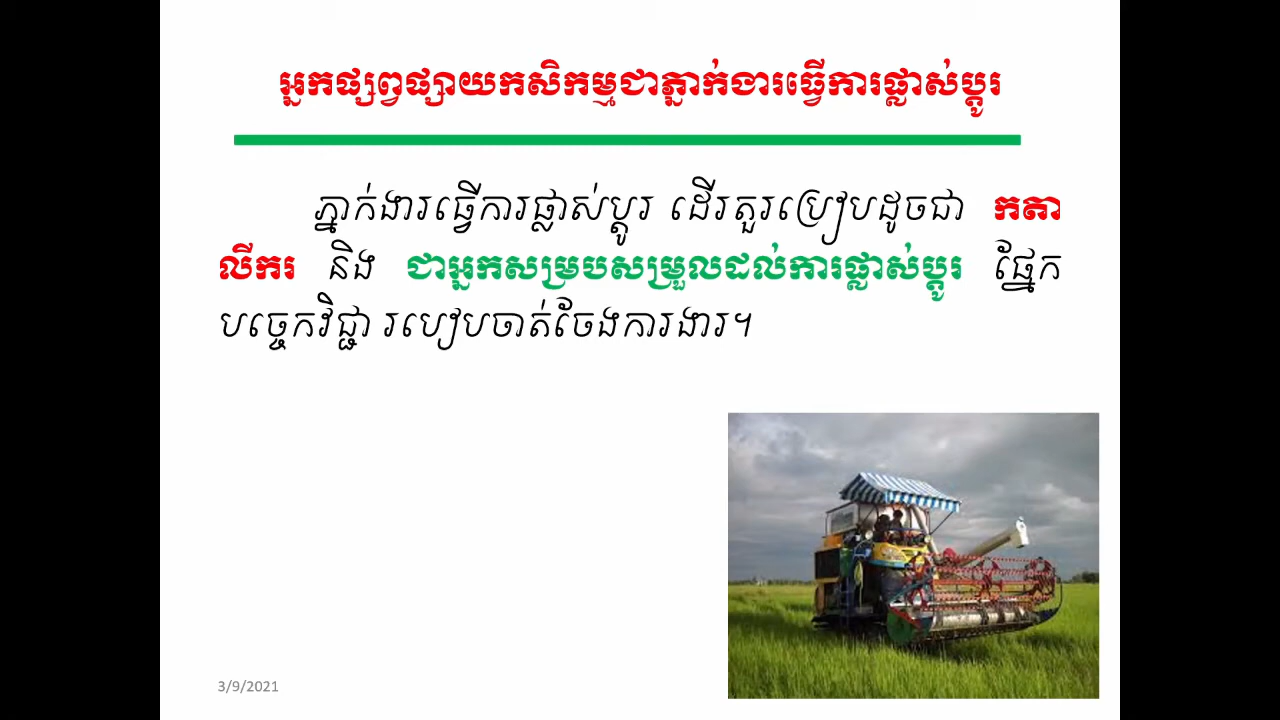 អ្នកផ្សព្វផ្សាយកសិកម្មជាភ្នាក់ងារធ្វើការផ្លាស់ប្តូរ
ភ្នាក់ងារធ្វើការផ្លាស់ប្តូរ ដើរតួរប្រៀបដូចជា កតា
លីករ និង ជាអ្នកសម្របសម្រួលដល់ការផ្លាស់ប្តូរ ផ្នែក
បច្ចេកវិជ្ជា របៀបចាត់ចែងការងារ។
3/9/2021